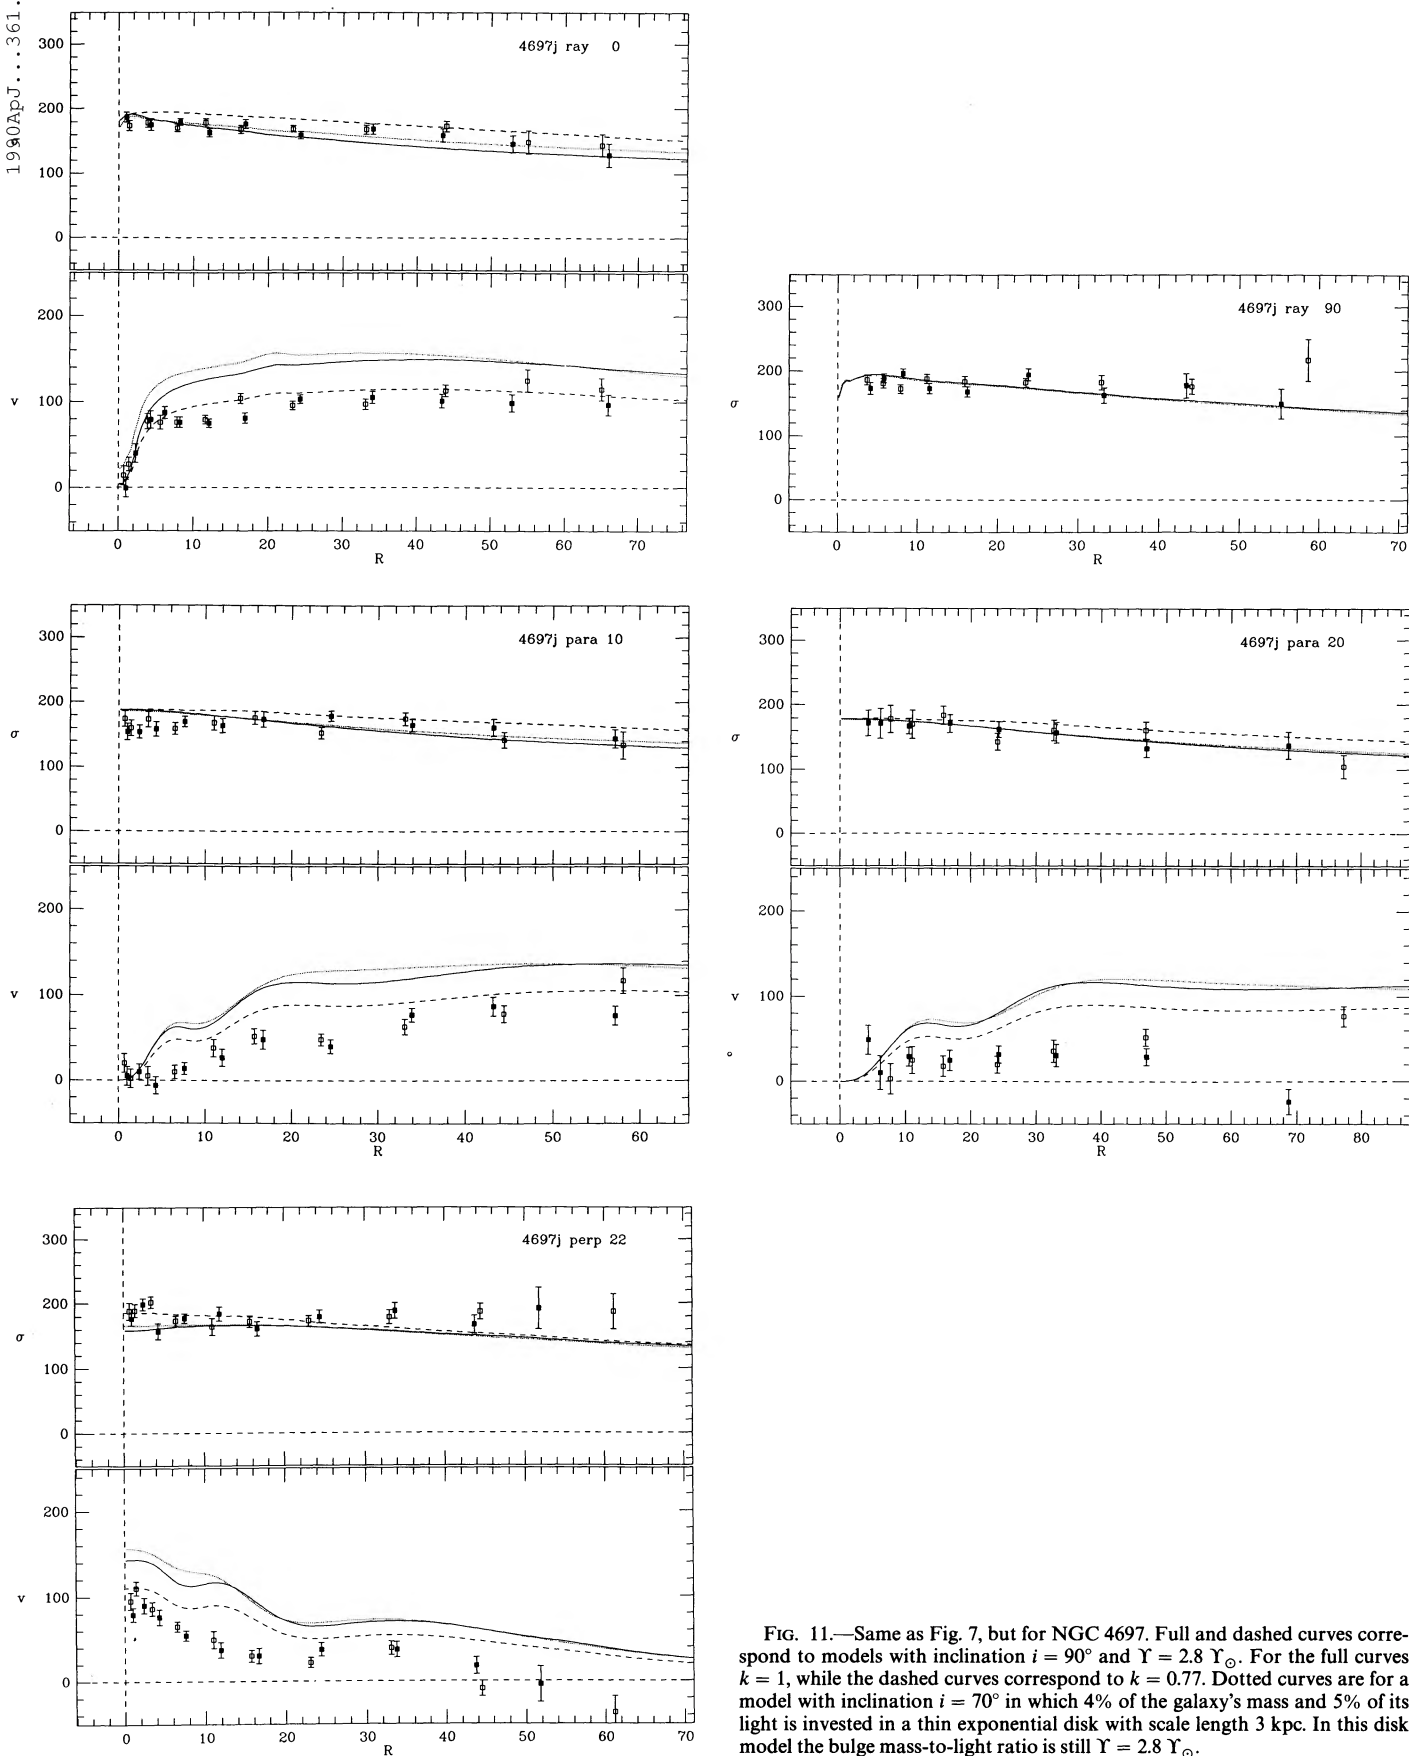 1990ApJ...361.
4697j ray 0
300
200
100
0
200
v
100
0
0 10 20 30 40 50 60 70
R
4697j ray 90
300
σ
200
100
0
0 10 20 30 40 50 60 70
R
4697j para 10
300
200
σ
100
0
200
v
100
0
0 10 20 30 40 50 60
R
4697j para 20
300
200
σ
100
0
200
v
100
0
0 10 20 30 40 50 60 70 80
R
4697j perp 22
300
200
σ
100
0
200
v
100
0
0 10 20 30 40 50 60 70
R
FIG. 11.—Same as Fig. 7, but for NGC 4697. Full and dashed curves corre-
spond to models with inclination i = 90° and ϒ = 2.8 ϒ⊙. For the full curves
k = 1, while the dashed curves correspond to k = 0.77. Dotted curves are for a
model with inclination i = 70° in which 4% of the galaxy's mass and 5% of its
light is invested in a thin exponential disk with scale length 3 kpc. In this disk
model the bulge mass-to-light ratio is still ϒ = 2.8 ϒ⊙.